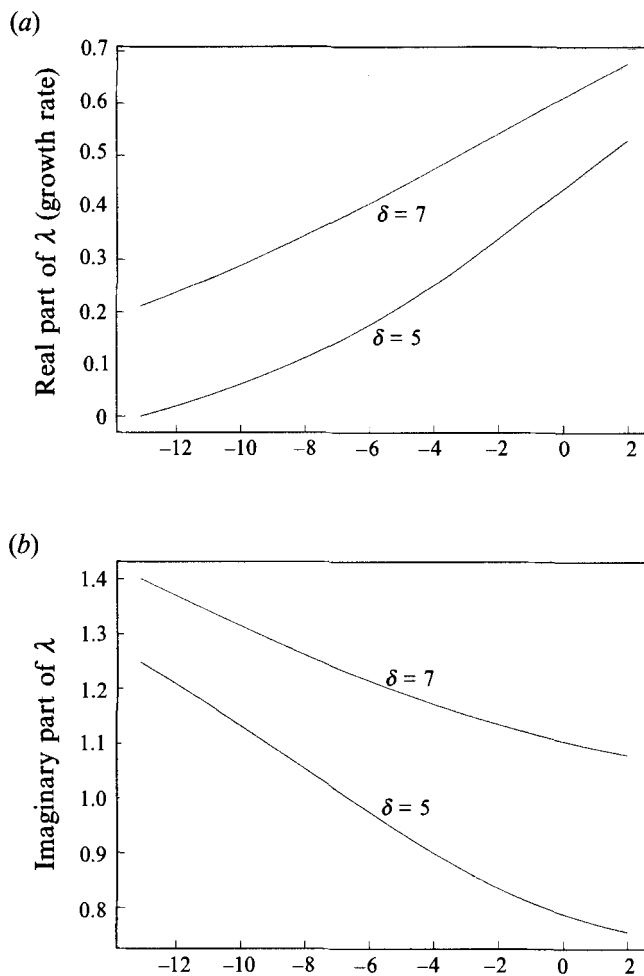 (a)
0.7
0.6
0.5
0.4
0.3
0.2
0.1
0
Real part of λ (growth rate)
δ = 7
δ = 5
−12 −10 −8 −6 −4 −2 0 2
(b)
1.4
1.3
1.2
1.1
1.0
0.9
0.8
Imaginary part of λ
δ = 7
δ = 5
−12 −10 −8 −6 −4 −2 0 2